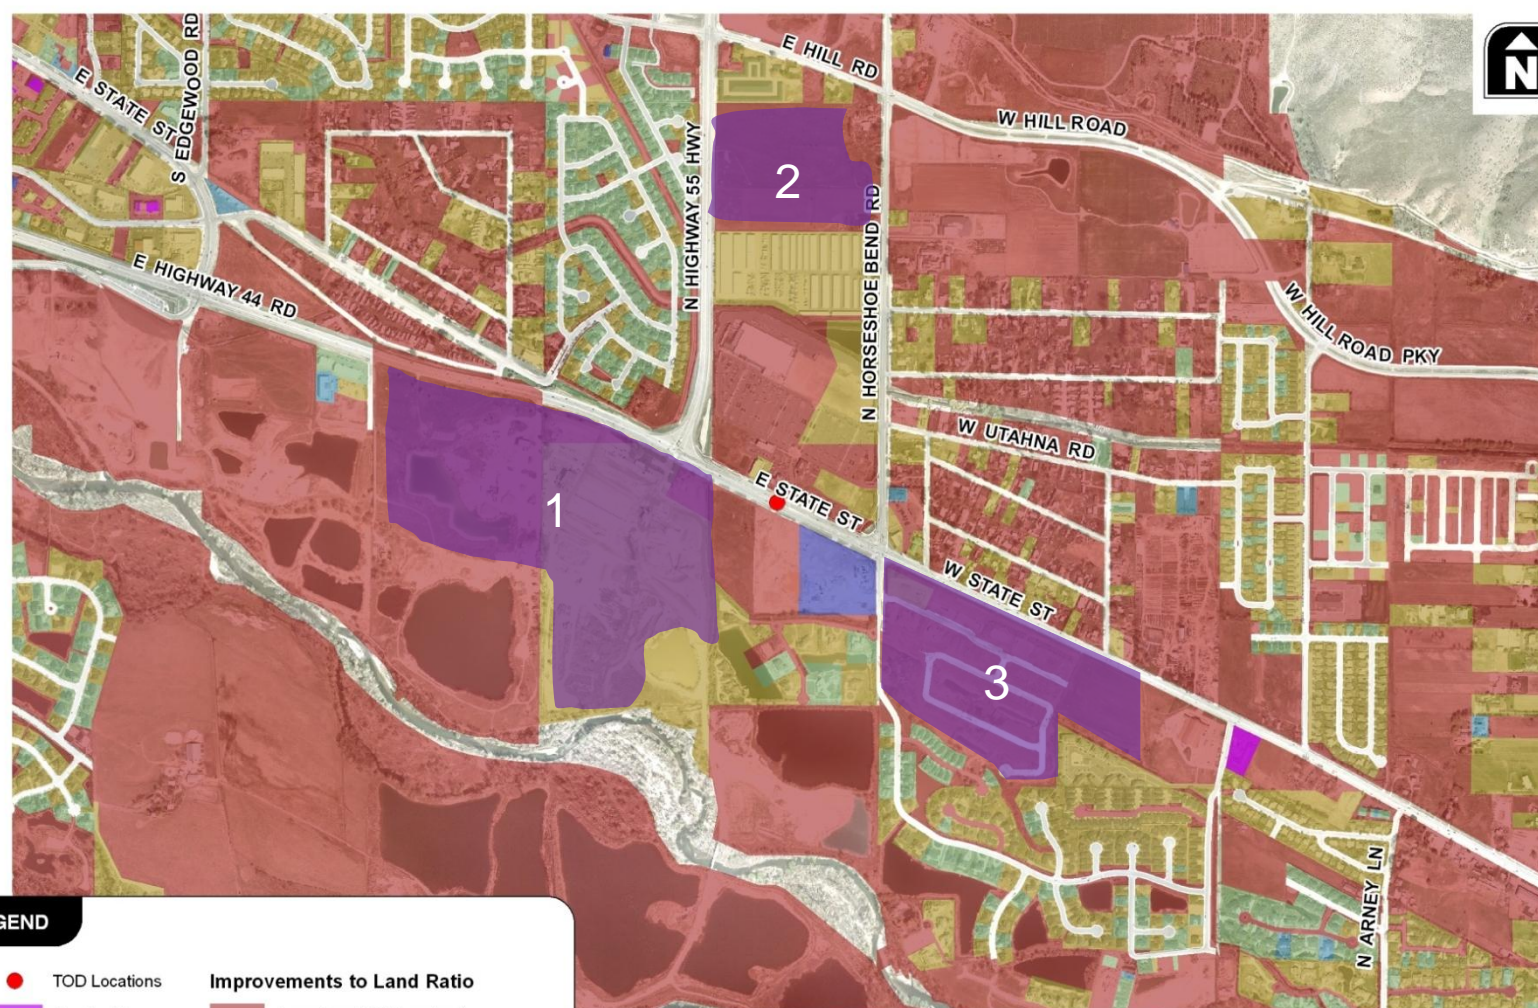 E HILL RD
S EDGEWOOD RD
E STATE ST
W HILL ROAD
N
N HIGHWAY 55 HWY
2
N HORSESHOE BEND RD
E HIGHWAY 44 RD
W HILL ROAD PKY
W UTAHNA RD
E STATE ST
1
W STATE ST
3
N ARNEY LN
GEND
TOD Locations
Improvements to Land Ratio